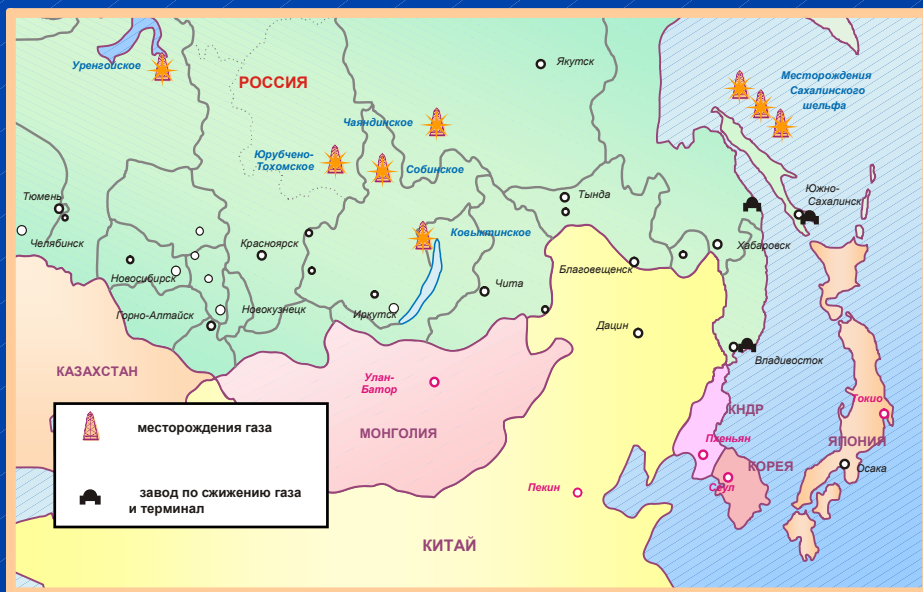 Уренгойское
РОССИЯ
Якутск
Месторождения
Сахалинского
шельфа
Чаяндинское
Юрубчено-
Тохомское
Собинское
Тюмень
Тында
Южно-
Сахалинск
Челябинск
Красноярск
Ковыктинское
Хабаровск
Новосибирск
Благовещенск
Чита
Горно-Алтайск
Новокузнецк
Иркутск
Дацин
Владивосток
КАЗАХСТАН
Улан-
Батор
Токио
КНДР
месторождения газа
МОНГОЛИЯ
Пхеньян
ЯПОНИЯ
КОРЕЯ
Осака
Пекин
Сеул
завод по сжижению газа
и терминал
КИТАЙ